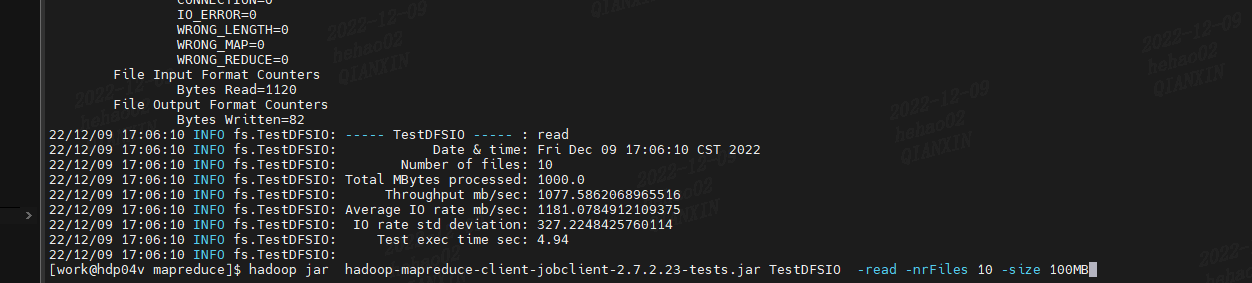 CONNECTION=0
IO_ERROR=0
WRONG_LENGTH=0
WRONG_MAP=0
WRONG_REDUCE=0
File Input Format Counters
Bytes Read=1120
File Output Format Counters
Bytes Written=82
22/12/09 17:06:10 INFO fs.TestDFSIO: ----- TestDFSIO ----- : read
22/12/09 17:06:10 INFO fs.TestDFSIO: Date & time: Fri Dec 09 17:06:10 CST 2022
22/12/09 17:06:10 INFO fs.TestDFSIO: Number of files: 10
22/12/09 17:06:10 INFO fs.TestDFSIO: Total MBytes processed: 1000.0
22/12/09 17:06:10 INFO fs.TestDFSIO: Throughput mb/sec: 1077.5862068965516
22/12/09 17:06:10 INFO fs.TestDFSIO: Average IO rate mb/sec: 1181.0784912109375
22/12/09 17:06:10 INFO fs.TestDFSIO: IO rate std deviation: 327.2248425760114
22/12/09 17:06:10 INFO fs.TestDFSIO: Test exec time sec: 4.94
22/12/09 17:06:10 INFO fs.TestDFSIO:
[work@hdp04v mapreduce]$ hadoop jar  hadoop-mapreduce-client-jobclient-2.7.2.23-tests.jar TestDFSIO  -read -nrFiles 10 -size 100MB
2022-12-09
hehao02
QIANXIN
2022-12-09
hehao02
QIANXIN
2022-12-09
hehao02
QIANXIN
2022-12-09
hehao02
QIANXIN
2022-12-09
hehao02
QIANXIN
QIANXIN